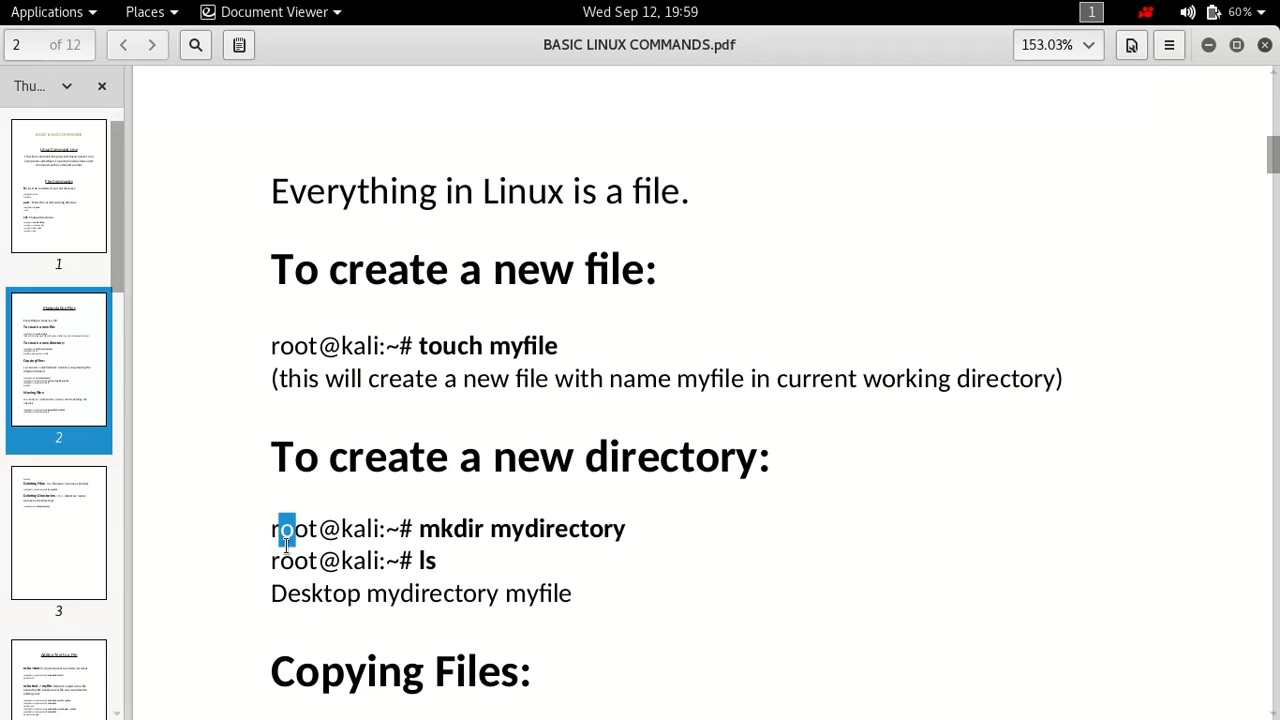 Applications Places Document Viewer Wed Sep 12, 19:59 1 60%
2 of 12 BASIC LINUX COMMANDS.pdf 153.03%
Thu...
1
2
3
Everything in Linux is a file.
To create a new file:
root@kali:~# touch myfile
(this will create a new file with name myfile in current working directory)
To create a new directory:
root@kali:~# mkdir mydirectory
root@kali:~# ls
Desktop mydirectory myfile
Copying Files: